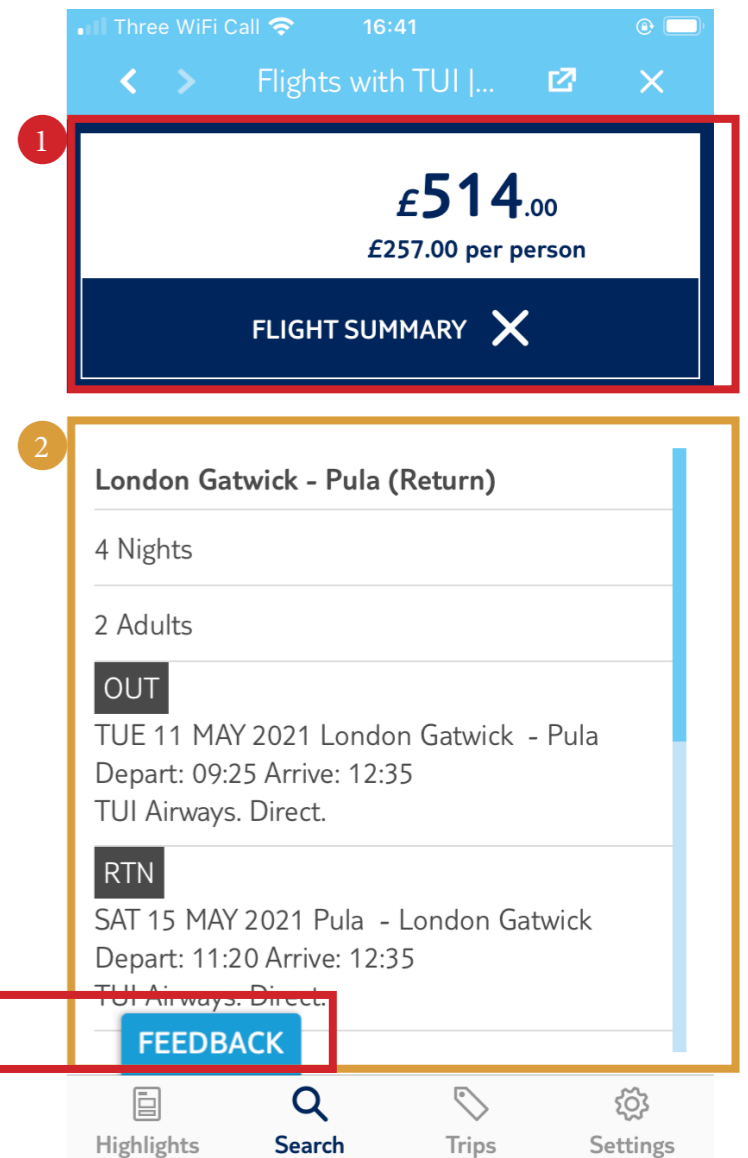 Three WiFi Call 16:41
Flights with TUI |...
1
£514.00
£257.00 per person
FLIGHT SUMMARY
2
London Gatwick - Pula (Return)
4 Nights
2 Adults
OUT
TUE 11 MAY 2021 London Gatwick - Pula
Depart: 09:25 Arrive: 12:35
TUI Airways. Direct.
RTN
SAT 15 MAY 2021 Pula - London Gatwick
Depart: 11:20 Arrive: 12:35
TUI Airways. Direct.
FEEDBACK
Highlights Search Trips Settings